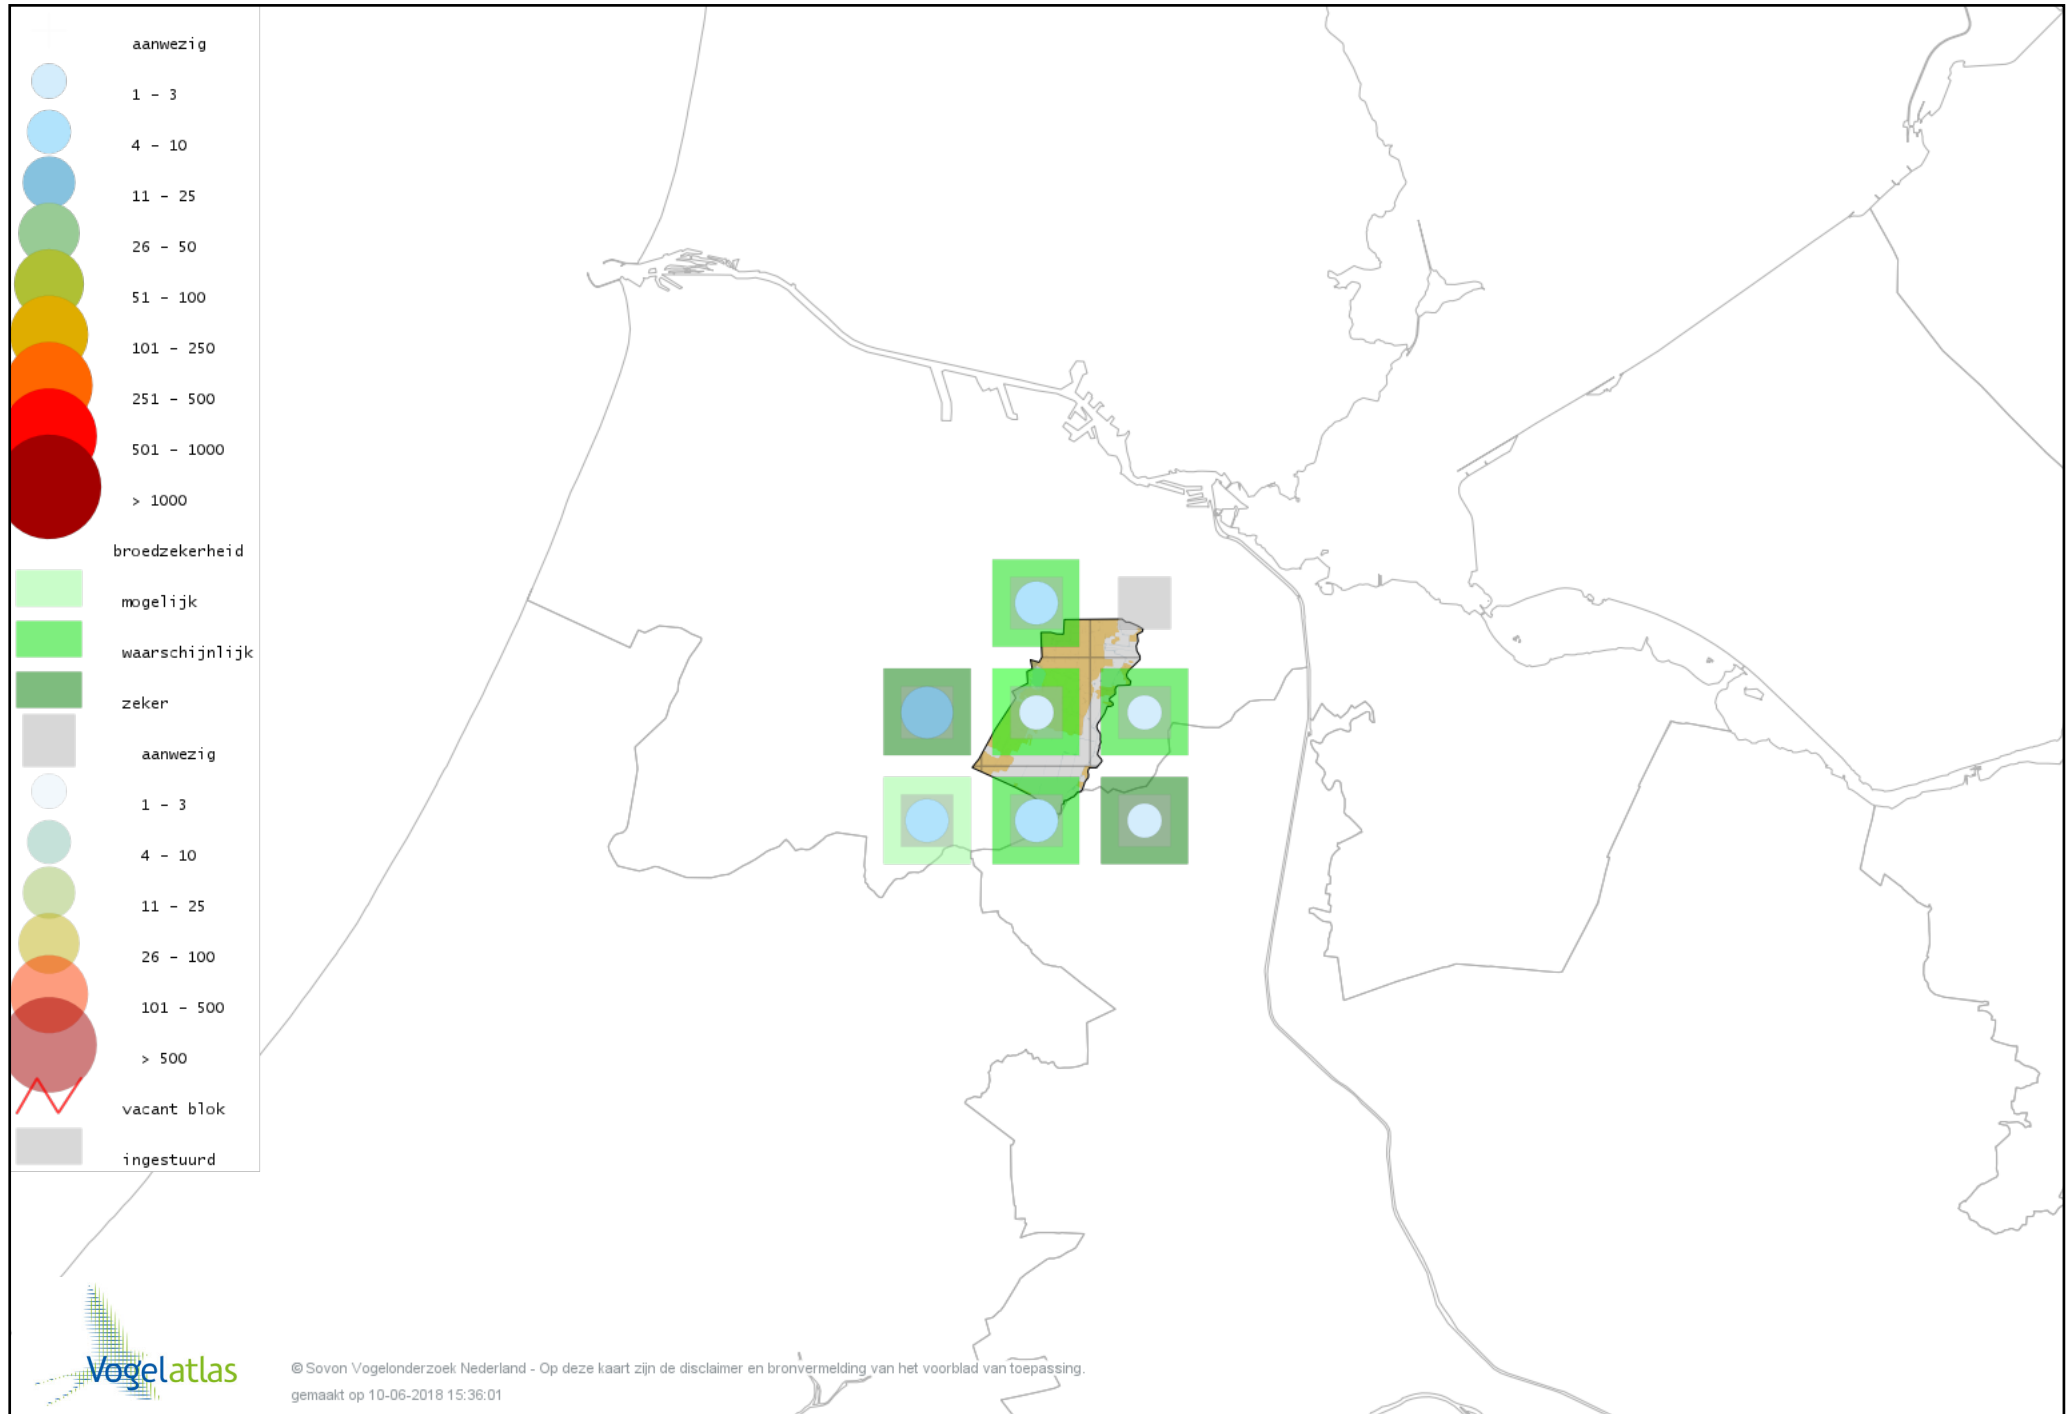 aanwezig
1 - 3
4 - 10
11 - 25
26 - 50
51 - 100
101 - 250
251 - 500
501 - 1000
> 1000
broedzekerheid
mogelijk
waarschijnlijk
zeker
aanwezig
1 - 3
4 - 10
11 - 25
26 - 100
101 - 500
> 500
vacant blok
ingestuurd
Vogelatlas
© Sovon Vogelonderzoek Nederland - Op deze kaart zijn de disclaimer en bronvermelding van het voorblad van toepassing.
gemaakt op 10-06-2018 15:36:01